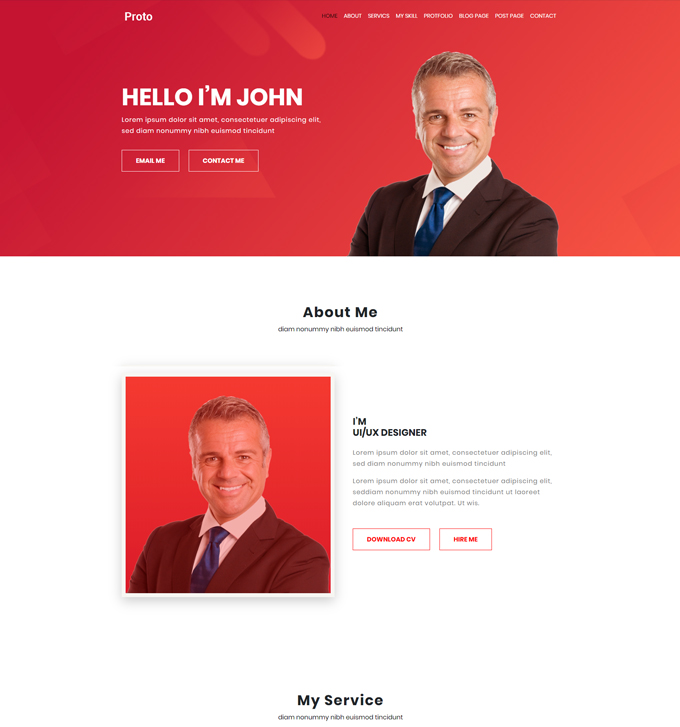 Proto
HOME ABOUT SERVICS MY SKILL PROTFOLIO BLOG PAGE POST PAGE CONTACT
HELLO I'M JOHN
Lorem ipsum dolor sit amet, consectetuer adipiscing elit,
sed diam nonummy nibh euismod tincidunt
EMAIL ME CONTACT ME
About Me
diam nonummy nibh euismod tincidunt
I'M
UI/UX DESIGNER
Lorem ipsum dolor sit amet, consectetuer adipiscing elit,
sed diam nonummy nibh euismod tincidunt
Lorem ipsum dolor sit amet, consectetuer adipiscing elit,
seddiam nonummy nibh euismod tincidunt ut laoreet
dolore aliquam erat volutpat. Ut wis.
DOWNLOAD CV HIRE ME
My Service
diam nonummy nibh euismod tincidunt